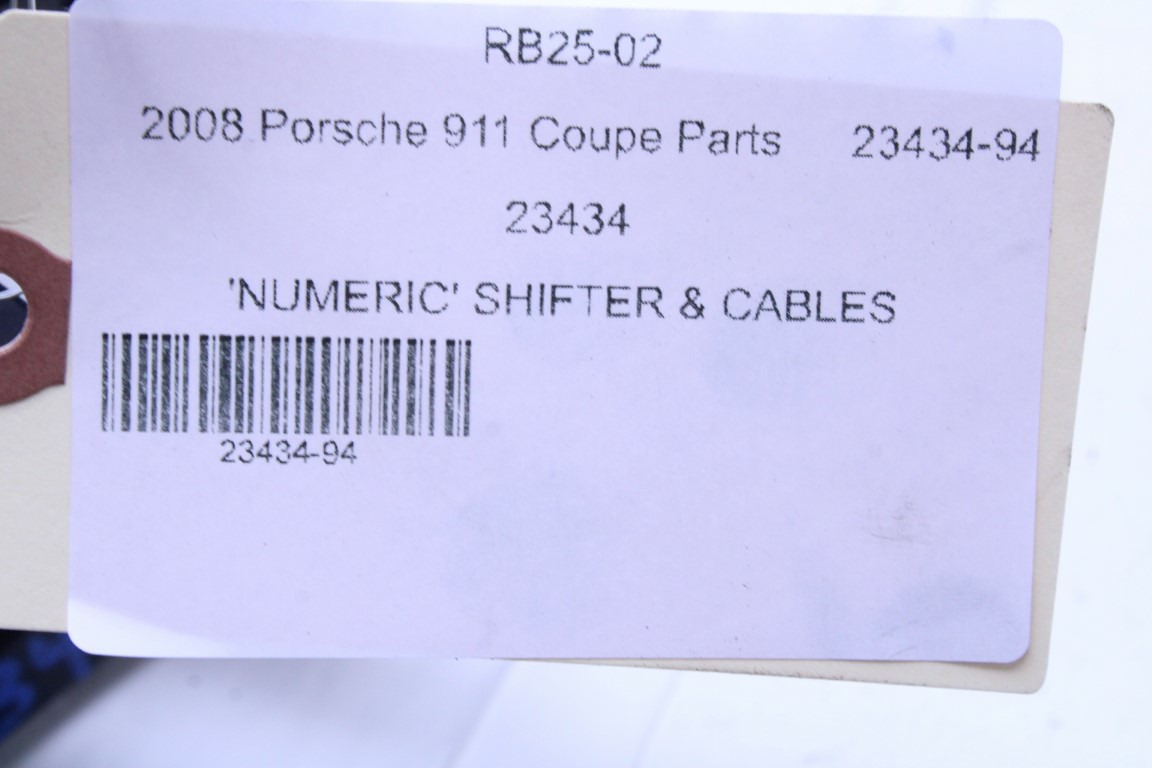 RB25-02
2008 Porsche 911 Coupe Parts 23434-94
23434
'NUMERIC' SHIFTER & CABLES
23434-94